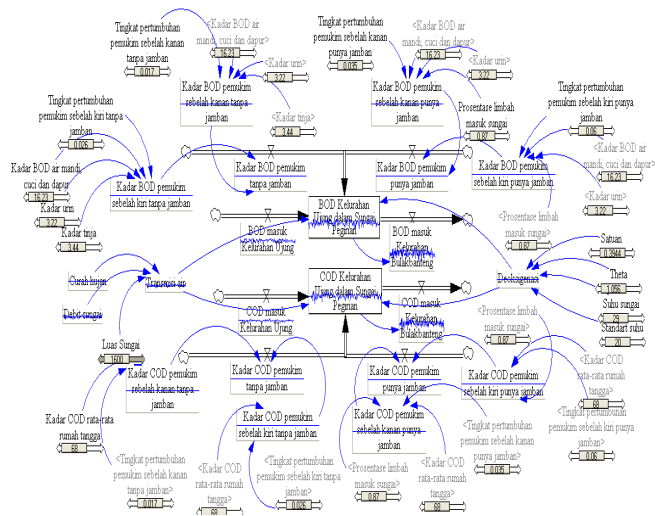 Tingkat pertumbuhan
pemukim sebelah kanan
tanpa jamban
0.017
<Kadar BOD air
mandi, cuci dan dapur>
16.23
<Kadar urin>
3.22
<Kadar tinja>
3.44
Kadar BOD pemukim
sebelah kanan tanpa
jamban
Tingkat pertumbuhan
pemukim sebelah kanan
punya jamban
0.035
<Kadar BOD air
mandi, cuci dan dapur>
16.23
<Kadar urin>
3.22
Kadar BOD pemukim
sebelah kanan punya
jamban
Prosentase limbah
masuk sungai
0.87
Tingkat pertumbuhan
pemukim sebelah kiri punya
jamban
0.06
<Kadar BOD air
mandi, cuci dan dapur>
16.23
<Kadar urin>
3.22
Kadar BOD pemukim
sebelah kiri punya jamban
<Prosentase limbah
masuk sungai>
0.87
Tingkat pertumbuhan
pemukim sebelah kiri tanpa
jamban
0.026
Kadar BOD air mandi,
cuci dan dapur
16.23
Kadar urin
3.22
Kadar tinja
3.44
Kadar BOD pemukim
sebelah kiri tanpa jamban
Kadar BOD pemukim
tanpa jamban
Kadar BOD pemukim
punya jamban
BOD Kelurahan
Ujung dalam Sungai
Pegirian
BOD masuk
Kelurahan Ujung
BOD masuk
Kelurahan
Bulakbanteng
Curah hujan
Debit sungai
Transmisi air
Deoksigenasi
Satuan
0.3944
Theta
1.056
Suhu sungai
29
Standart suhu
20
COD Kelurahan
Ujung dalam Sungai
Pegirian
COD masuk
Kelurahan Ujung
COD masuk
Kelurahan
Bulakbanteng
Luas Sungai
1600
Kadar COD pemukim
sebelah kanan tanpa
jamban
Kadar COD pemukim
tanpa jamban
Kadar COD pemukim
punya jamban
Kadar COD pemukim
sebelah kiri punya jamban
<Prosentase limbah
masuk sungai>
0.87
<Kadar COD
rata-rata rumah
tangga>
68
<Tingkat pertumbuhan
pemukim sebelah kiri punya
jamban>
0.06
Kadar COD rata-rata
rumah tangga
68
Kadar COD pemukim
sebelah kiri tanpa jamban
Kadar COD pemukim
sebelah kanan punya
jamban
<Tingkat pertumbuhan
pemukim sebelah kanan
tanpa jamban>
0.017
<Kadar COD
rata-rata rumah
tangga>
68
<Tingkat pertumbuhan
pemukim sebelah kiri tanpa
jamban>
0.026
<Prosentase limbah
masuk sungai>
0.87
<Kadar COD
rata-rata rumah
tangga>
68
<Tingkat pertumbuhan
pemukim sebelah kanan
punya jamban>
0.035